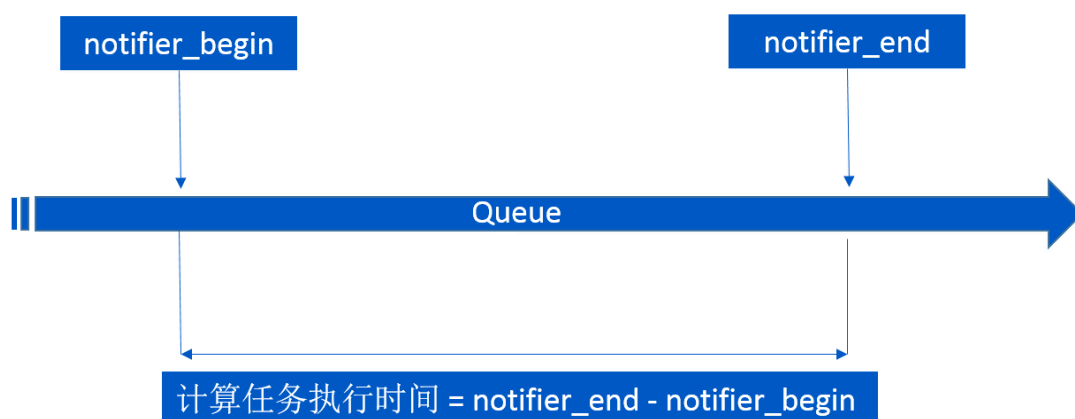 notifier_begin
notifier_end
Queue
计算任务执行时间 = notifier_end - notifier_begin